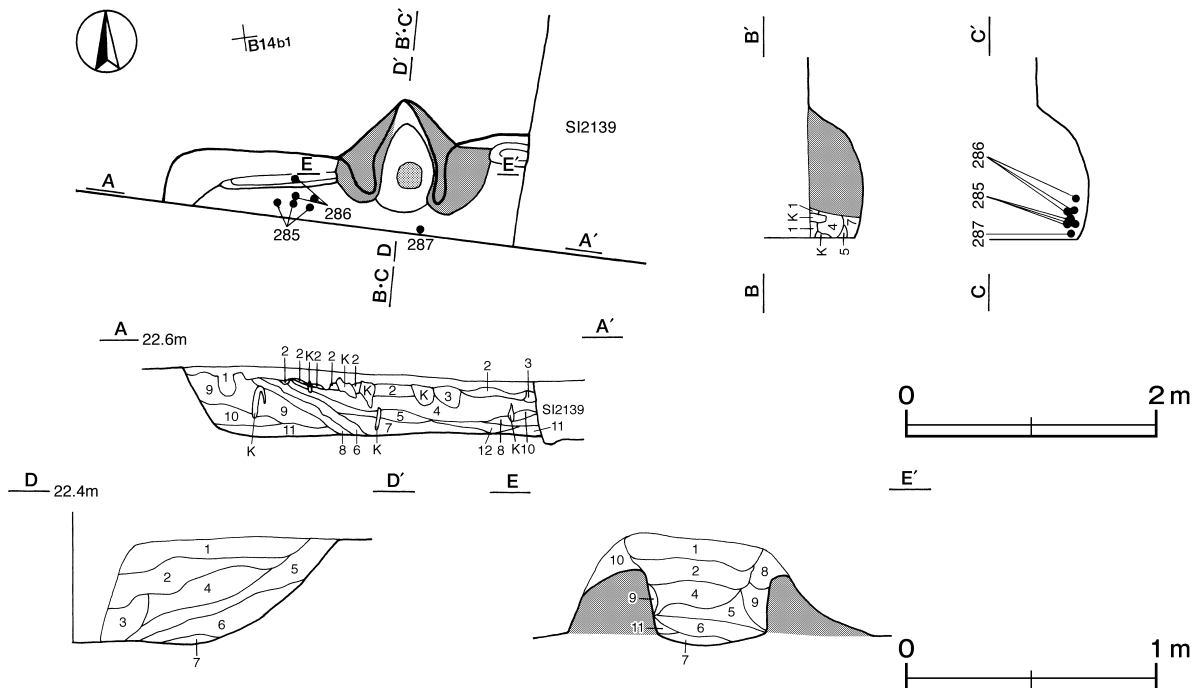 B14b1
D′ B′・C′
B′
C′
SI2139
E
E′
A
286
285
287
A′
B・C D
286
285
287
K 1
1
4
7
K
5
B
C
A 22.6m
A′
2 2 K 2 2 K 2 2 3
9 1 K 2 K 3
10 9 5 4 SI2139
11 7 11
K 8 6 K 12 8 K 10
0 2 m
D 22.4m
D′
E
E′
1
2
4
5
3
6
7
10 1
2 8
9 4 9
5
11 6
7
0 1 m